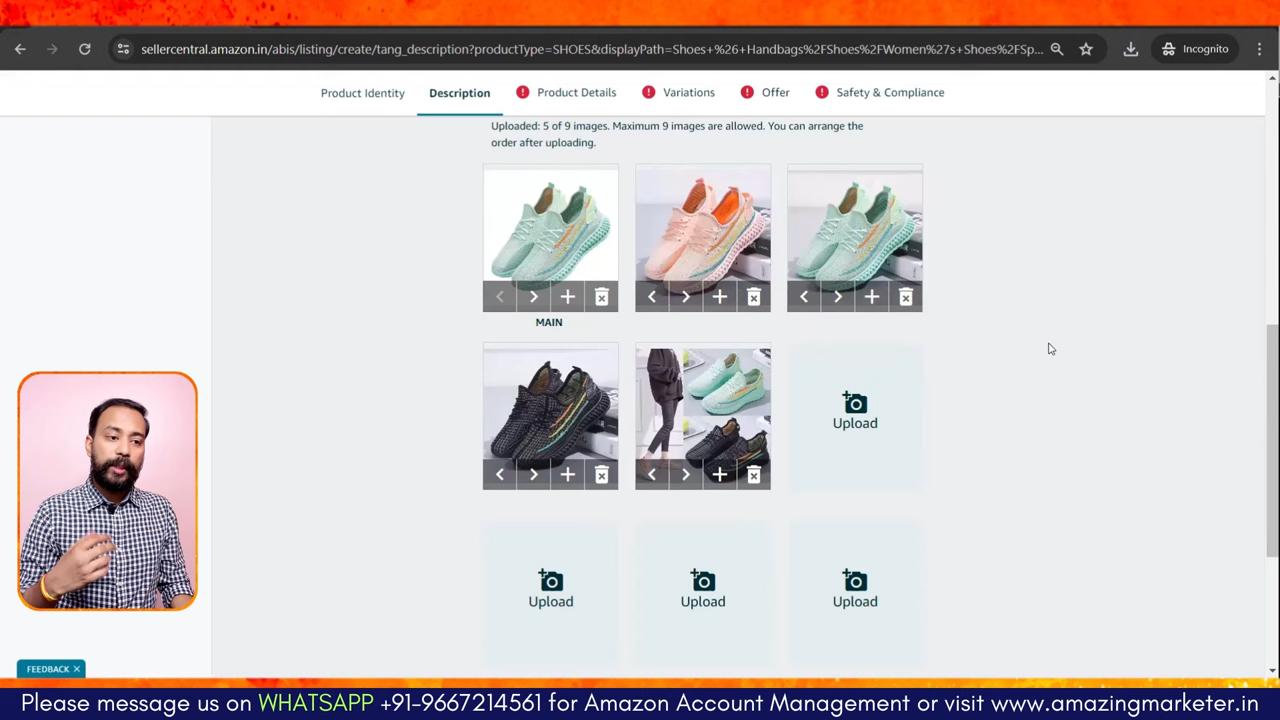 sellercentral.amazon.in/abis/listing/create/tang_description?productType=SHOES&displayPath=Shoes+%26+Handbags%2FShoes%2FWomen%27s+Shoes%2FSp...
Incognito
Product Identity
Description
Product Details
Variations
Offer
Safety & Compliance
Uploaded: 5 of 9 images. Maximum 9 images are allowed. You can arrange the
order after uploading.
MAIN
Upload
Upload
Upload
Upload
FEEDBACK
Please message us on WHATSAPP +91-9667214561 for Amazon Account Management or visit www.amazingmarketer.in